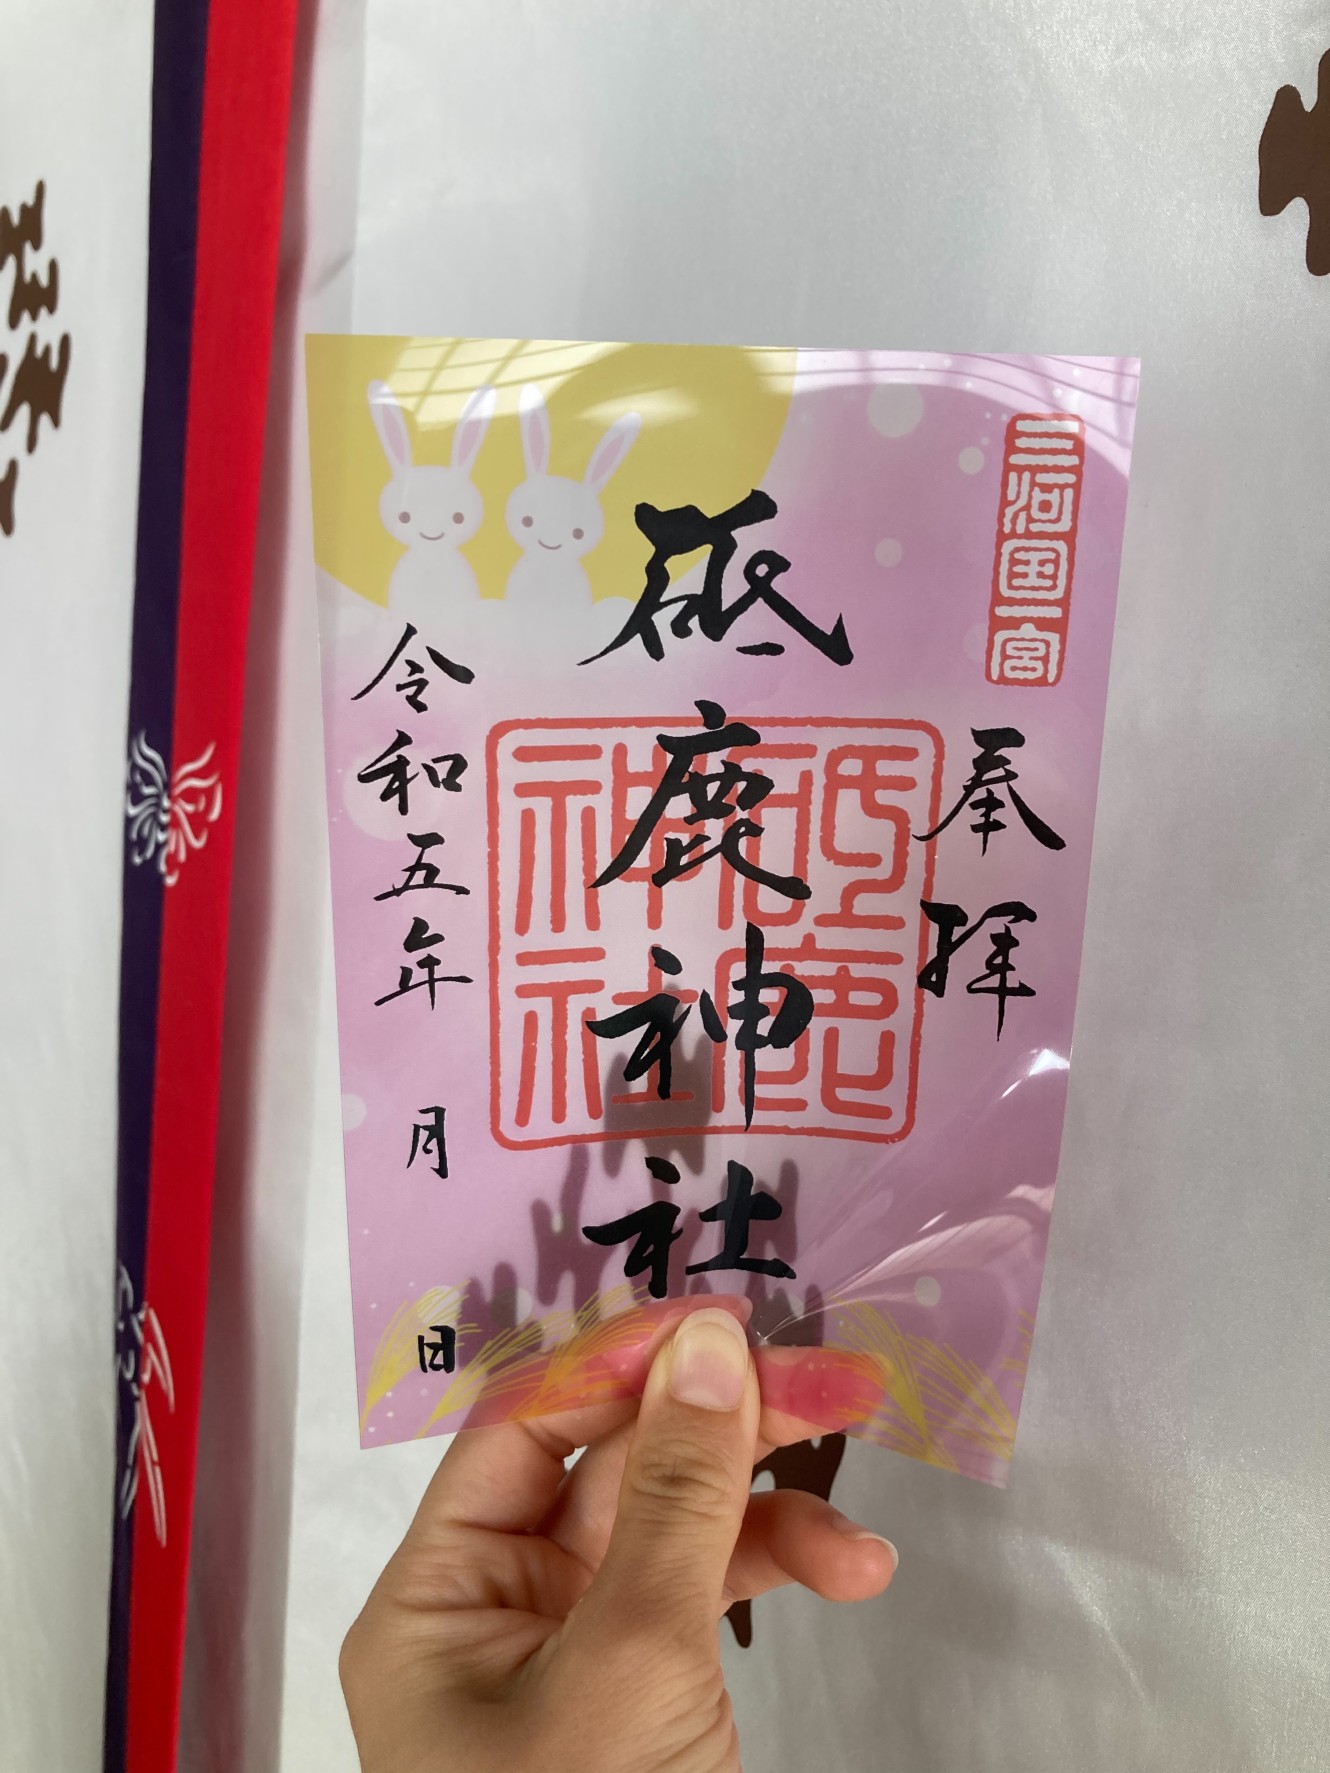 三河国一宮
奉拝
砥鹿神社
砥鹿神社
令和五年 月 日